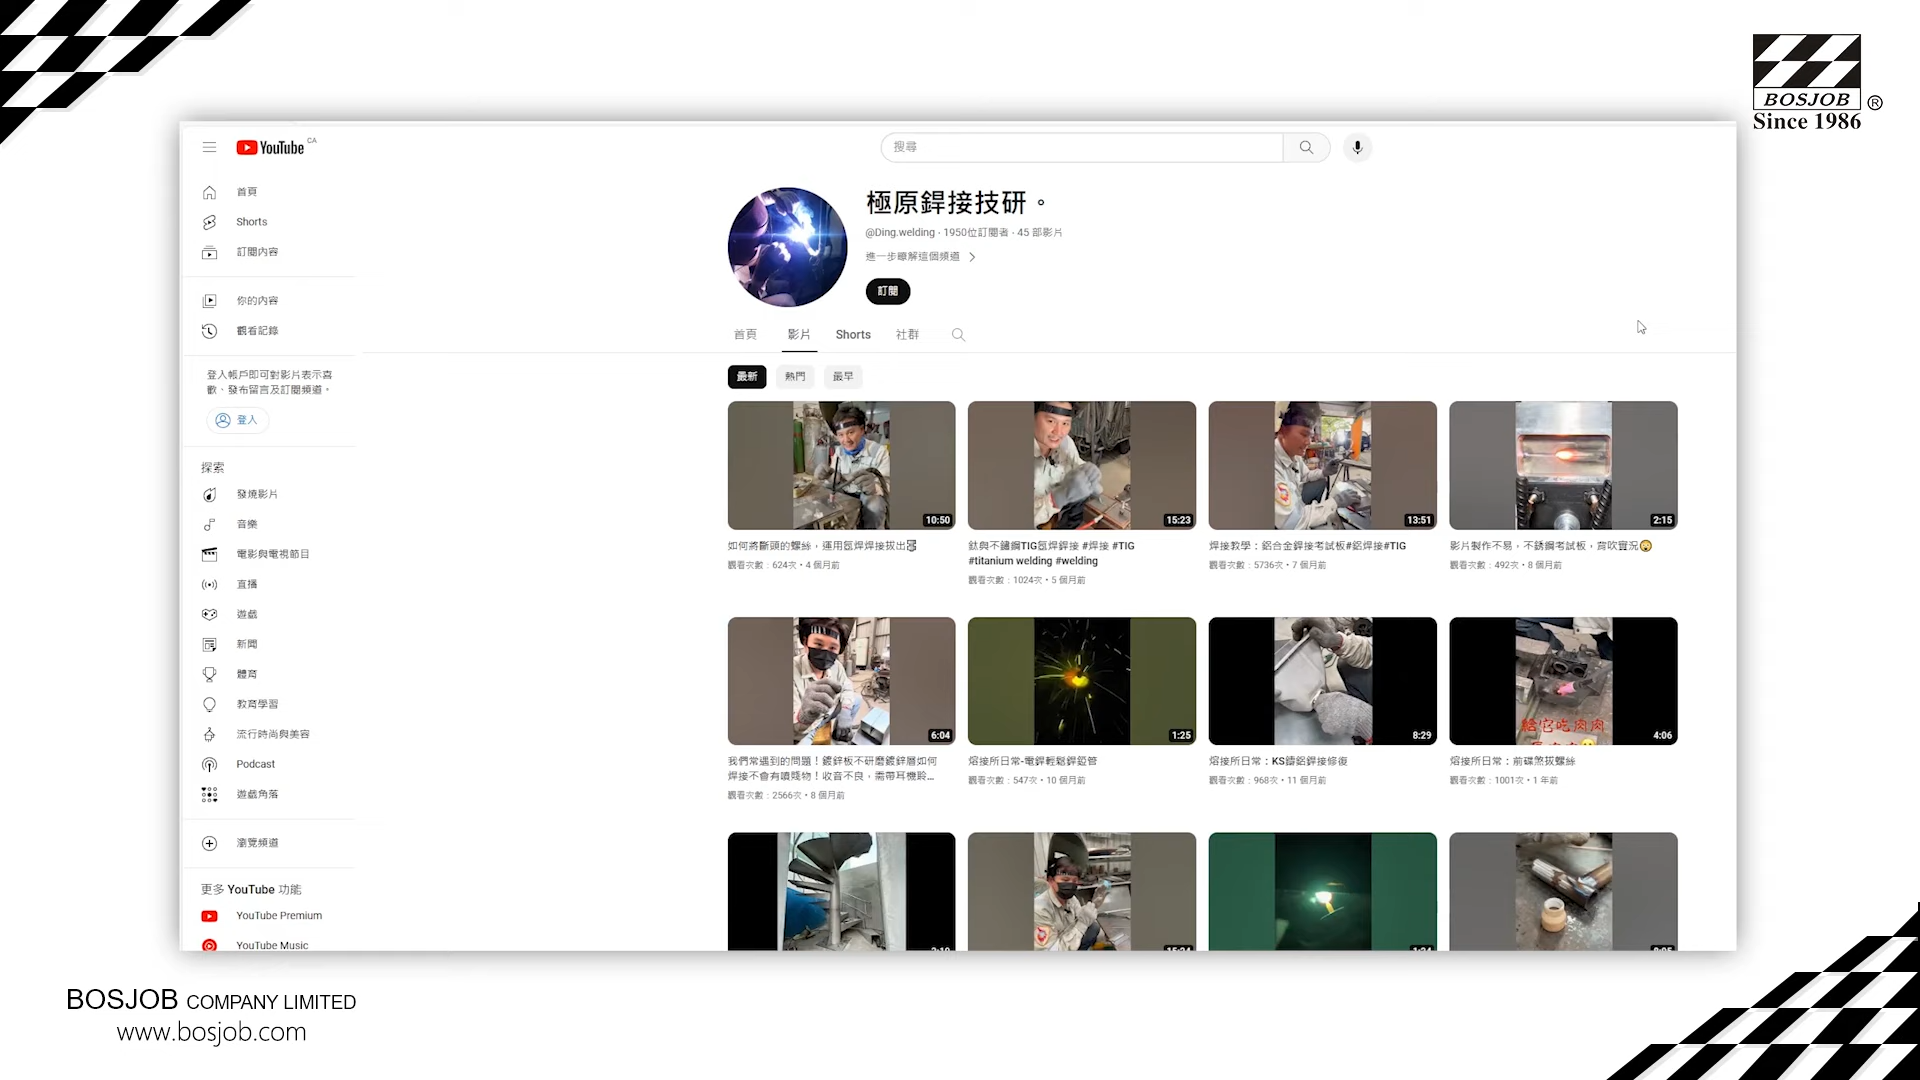 BOSJOB ®
Since 1986
YouTube CA
搜尋
首頁
Shorts
訂閱內容
你的內容
觀看記錄
登入帳戶即可對影片表示喜
歡、發布留言及訂閱頻道。
登入
探索
發燒影片
音樂
電影與電視節目
直播
遊戲
新聞
體育
教育學習
流行時尚與美容
Podcast
遊戲角落
瀏覽頻道
更多 YouTube 功能
YouTube Premium
YouTube Music
極原銲接技研。
@Ding.welding · 1950位訂閱者 · 45 部影片
進一步瞭解這個頻道
訂閱
首頁 影片 Shorts 社群
最新 熱門 最早
10:50
如何將斷頭的螺絲，運用氬焊焊接拔出
觀看次數：624次 • 4 個月前
15:23
鈦與不鏽鋼TIG氬焊銲接 #焊接 #TIG
#titanium welding #welding
觀看次數：1024次 • 5 個月前
13:51
焊接教學：鋁合金銲接考試板#鋁焊接#TIG
觀看次數：5736次 • 7 個月前
2:15
影片製作不易，不銹鋼考試板，背吹實況😮
觀看次數：492次 • 8 個月前
6:04
我們常遇到的問題！鍍鋅板不研磨鍍鋅層如何
焊接不會有噴賤物！收音不良，需帶耳機聆...
觀看次數：2566次 • 8 個月前
1:25
熔接所日常-電銲輕鬆銲鋁管
觀看次數：547次 • 10 個月前
8:29
熔接所日常：KS鑄鋁銲接修復
觀看次數：968次 • 11 個月前
餵它吃肉肉
4:06
熔接所日常：前碟煞拔螺絲
觀看次數：1001次 • 1 年前
BOSJOB COMPANY LIMITED
www.bosjob.com